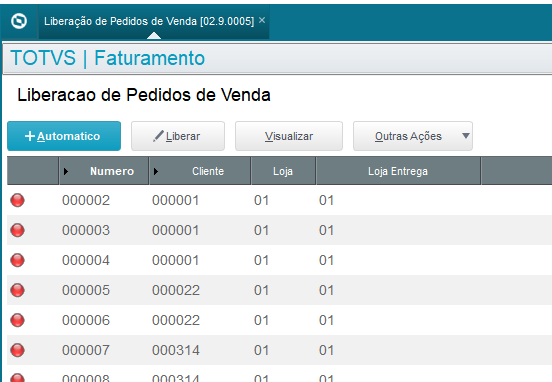 Liberação de Pedidos de Venda [02.9.0005] ×
TOTVS | Faturamento
Liberacao de Pedidos de Venda
+Automatico Liberar Visualizar Outras Ações
Numero Cliente Loja Loja Entrega
000002 000001 01 01
000003 000001 01 01
000004 000001 01 01
000005 000022 01 01
000006 000022 01 01
000007 000314 01 01
000008 000314 01 01